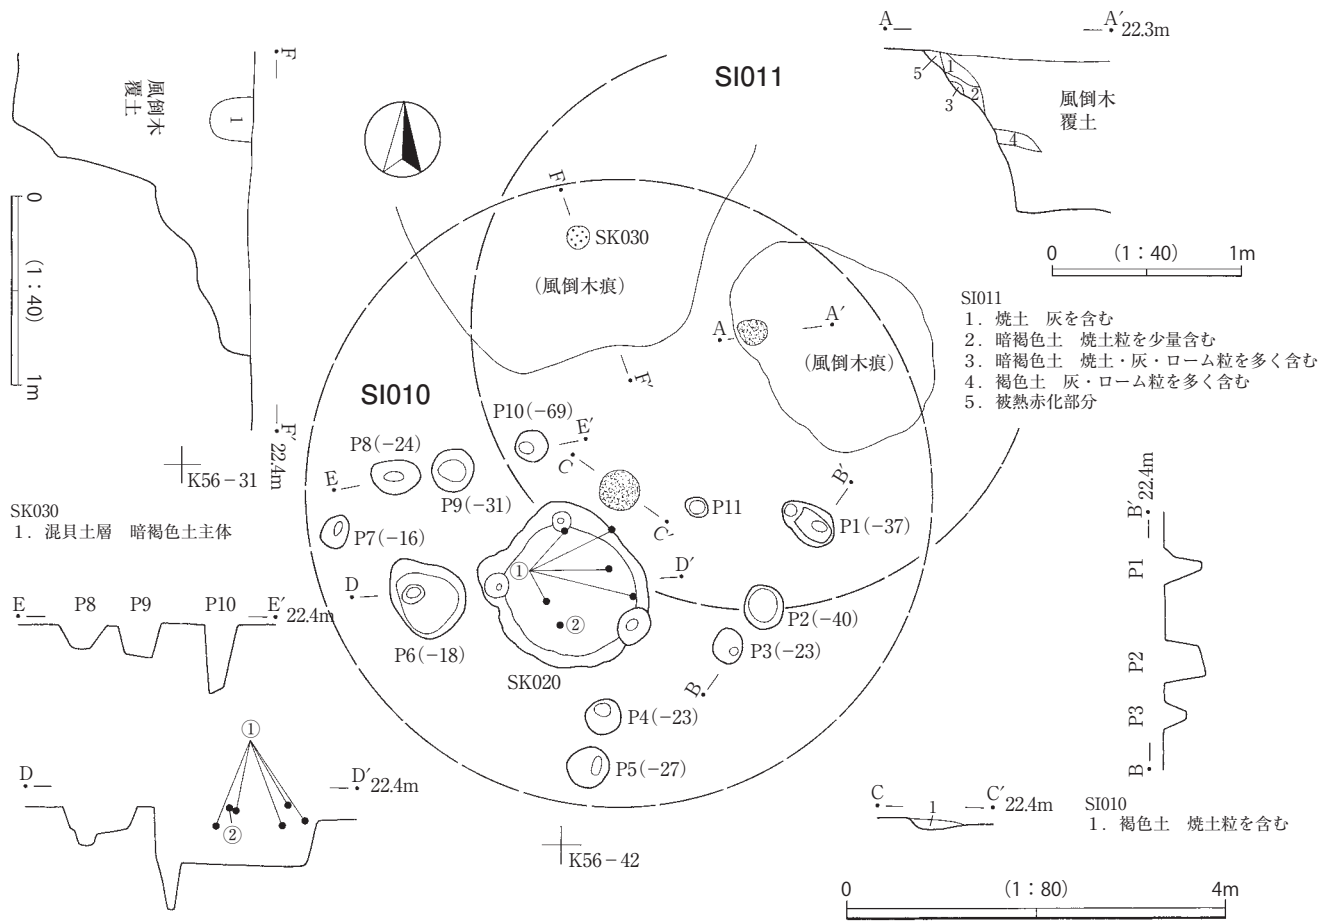 A
A′ 22.3m
5
1
2
3
4
風倒木
覆土
0
(1：40)
1m
SI011
1．焼土　灰を含む
2．暗褐色土　焼土粒を少量含む
3．暗褐色土　焼土・灰・ローム粒を多く含む
4．褐色土　灰・ローム粒を多く含む
5．被熱赤化部分
F
風倒木
覆土
1
F′ 22.4m
0
(1：40)
1m
K56-31
SK030
1．混貝土層　暗褐色土主体
SI011
F
SK030
(風倒木痕)
F′
A
A′
(風倒木痕)
SI010
P10(-69)
E′
P8(-24)
E
P9(-31)
C
C′
P11
B′
P1(-37)
P7(-16)
①
D
D′
②
P2(-40)
P6(-18)
P3(-23)
SK020
B
P4(-23)
P5(-27)
K56-42
E
P8
P9
P10
E′ 22.4m
①
D
D′ 22.4m
②
B′ 22.4m
P1
P2
P3
B
C
1
C′ 22.4m
SI010
1．褐色土　焼土粒を含む
0
(1：80)
4m